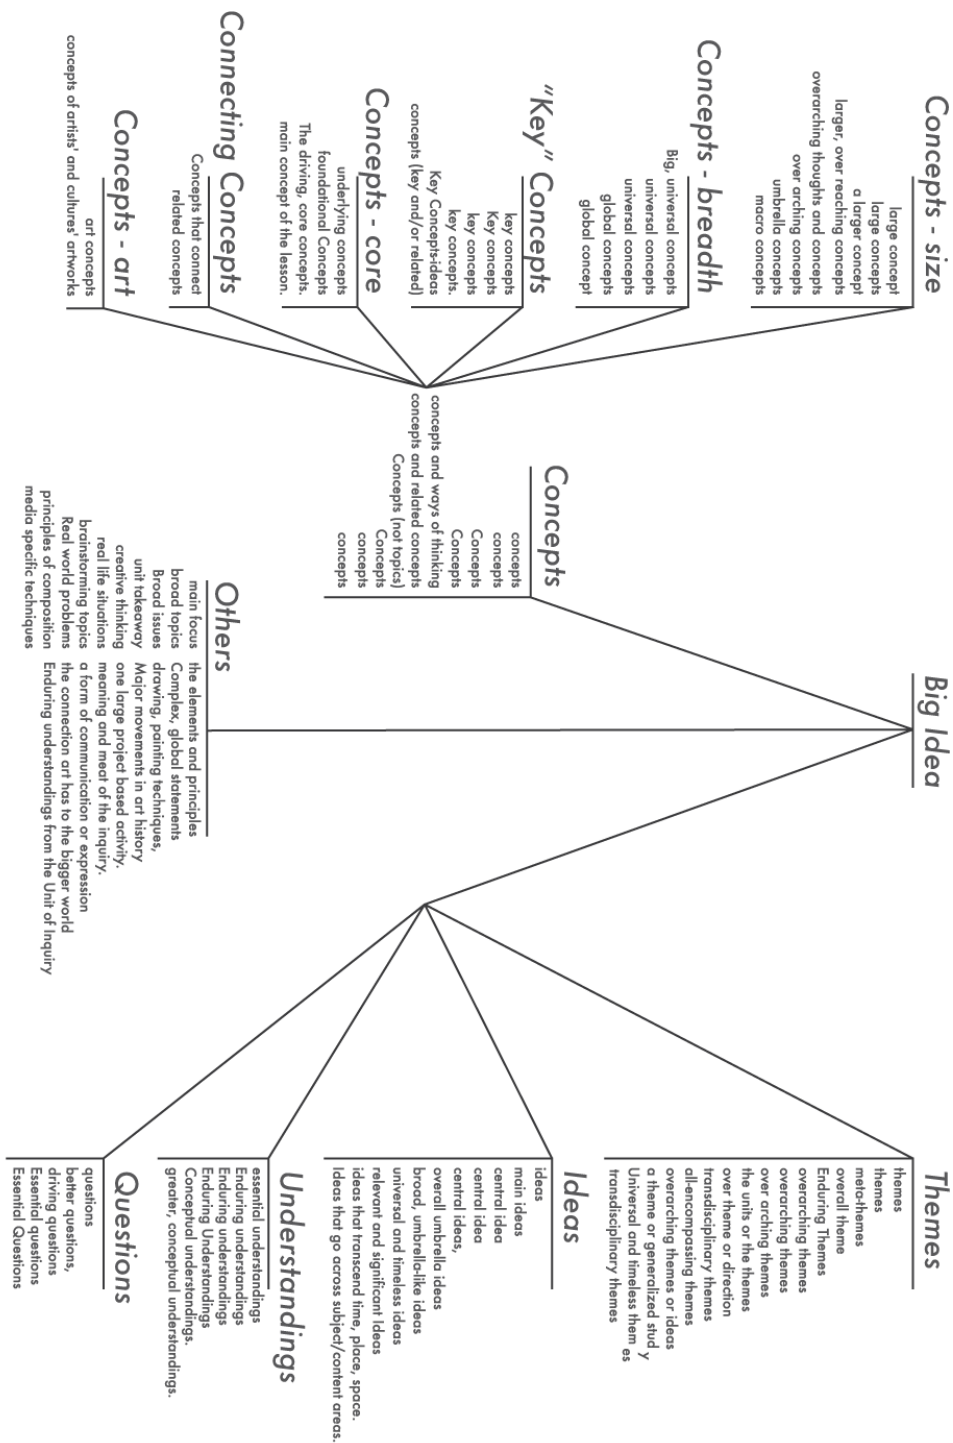 Big Idea
Concepts
concepts
concepts
Concepts
Concepts
concepts and ways of thinking
concepts and related concepts
Concepts (not topics)
Concepts
concepts
concepts
Concepts - size
large concept
large concepts
a larger concept
larger, over reaching concepts
overarching thoughts and concepts
over arching concepts
umbrella concepts
macro concepts
Concepts - breadth
Big, universal concepts
universal concepts
universal concepts
global concepts
global concept
"Key" Concepts
key concepts
Key concepts
key concepts
key concepts.
Key Concepts-ideas
concepts (key and/or related)
Concepts - core
underlying concepts
foundational Concepts
The driving, core concepts.
main concept of the lesson.
Connecting Concepts
Concepts that connect
related concepts
Concepts - art
art concepts
concepts of artists' and cultures' artworks
Others
main focus
broad topics
Broad issues
unit takeaway
creative thinking
real life situations
brainstorming topics
Real world problems
principles of composition
media specific techniques
the elements and principles
Complex, global statements
drawing, painting techniques,
Major movements in art history
one large project based activity.
meaning and meat of the inquiry.
a form of communication or expression
the connection art has to the bigger world
Enduring understandings from the Unit of Inquiry
Themes
themes
themes
meta-themes
overall theme
Enduring Themes
overarching themes
overarching themes
over arching themes
the units or the themes
over theme or direction
transdisciplinary themes
all-encompassing themes
overarching themes or ideas
a theme or generalized stud y
Universal and timeless them es
transdisciplinary themes
Ideas
ideas
main ideas
central idea
central idea
central ideas,
overall umbrella ideas
broad, umbrella-like ideas
universal and timeless ideas
relevant and significant Ideas
ideas that transcend time, place, space.
Ideas that go across subject/content areas.
Understandings
essential understandings
Enduring understandings
Enduring understandings
Enduring Understandings
Conceptual understandings.
greater, conceptual understandings.
Questions
questions
better questions,
driving questions
Essential questions
Essential Questions